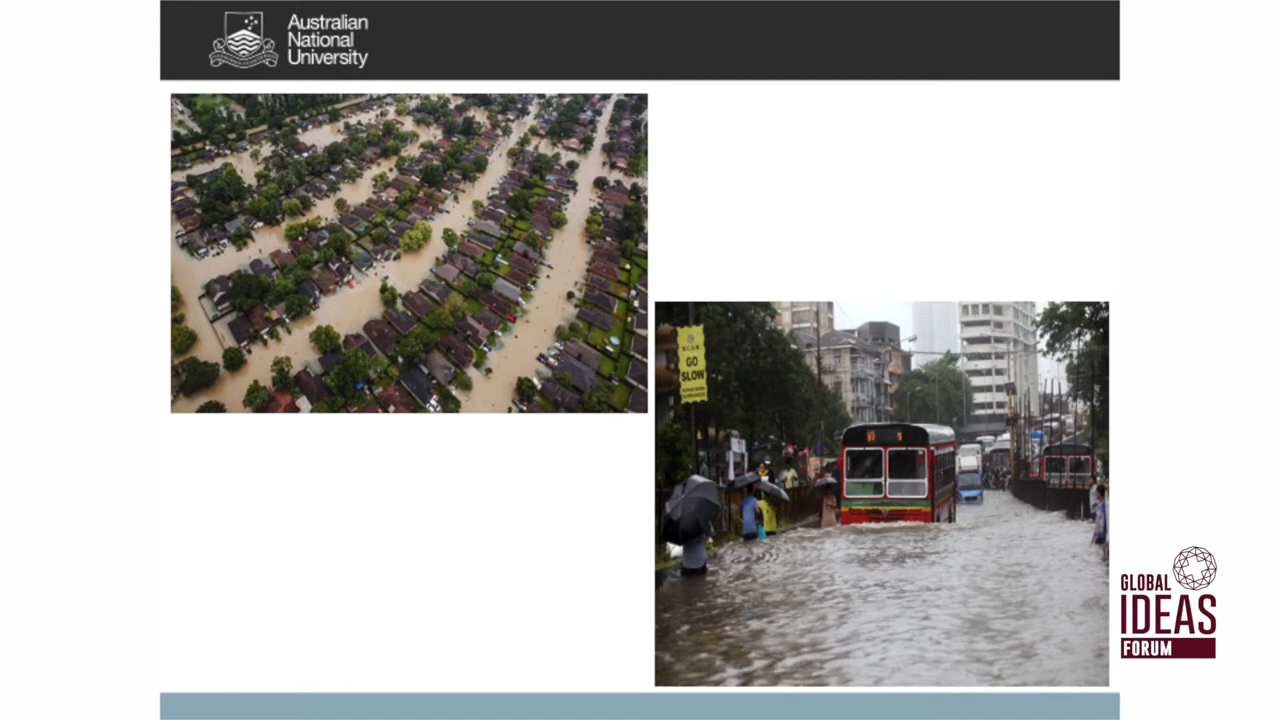 Australian
National
University
GO
SLOW
GLOBAL
IDEAS
FORUM